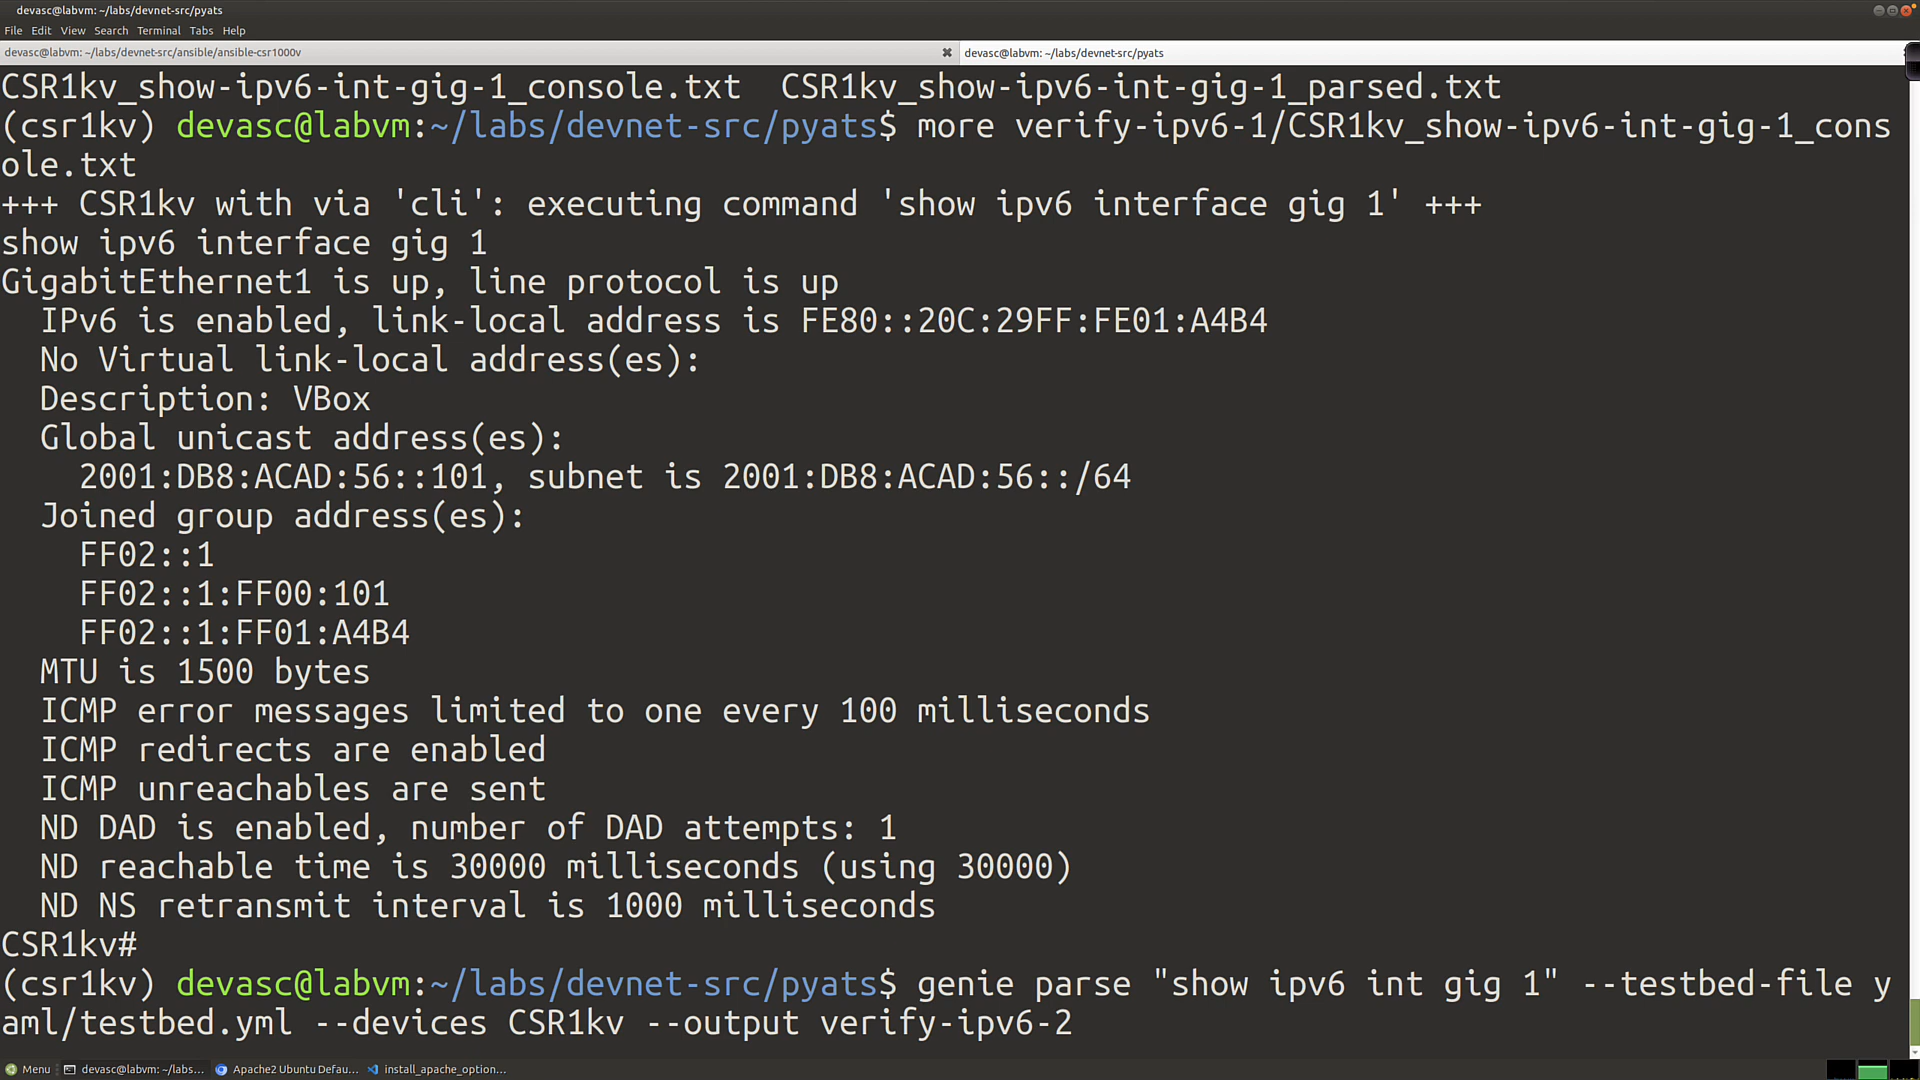 devasc@labvm: ~/labs/devnet-src/pyats
File Edit View Search Terminal Tabs Help
devasc@labvm: ~/labs/devnet-src/ansible/ansible-csr1000v
devasc@labvm: ~/labs/devnet-src/pyats
CSR1kv_show-ipv6-int-gig-1_console.txt  CSR1kv_show-ipv6-int-gig-1_parsed.txt
(csr1kv) devasc@labvm:~/labs/devnet-src/pyats$ more verify-ipv6-1/CSR1kv_show-ipv6-int-gig-1_cons
ole.txt
+++ CSR1kv with via 'cli': executing command 'show ipv6 interface gig 1' +++
show ipv6 interface gig 1
GigabitEthernet1 is up, line protocol is up
  IPv6 is enabled, link-local address is FE80::20C:29FF:FE01:A4B4
  No Virtual link-local address(es):
  Description: VBox
  Global unicast address(es):
    2001:DB8:ACAD:56::101, subnet is 2001:DB8:ACAD:56::/64
  Joined group address(es):
    FF02::1
    FF02::1:FF00:101
    FF02::1:FF01:A4B4
  MTU is 1500 bytes
  ICMP error messages limited to one every 100 milliseconds
  ICMP redirects are enabled
  ICMP unreachables are sent
  ND DAD is enabled, number of DAD attempts: 1
  ND reachable time is 30000 milliseconds (using 30000)
  ND NS retransmit interval is 1000 milliseconds
CSR1kv#
(csr1kv) devasc@labvm:~/labs/devnet-src/pyats$ genie parse "show ipv6 int gig 1" --testbed-file y
aml/testbed.yml --devices CSR1kv --output verify-ipv6-2
Menu
devasc@labvm: ~/labs...
Apache2 Ubuntu Defau...
install_apache_option...